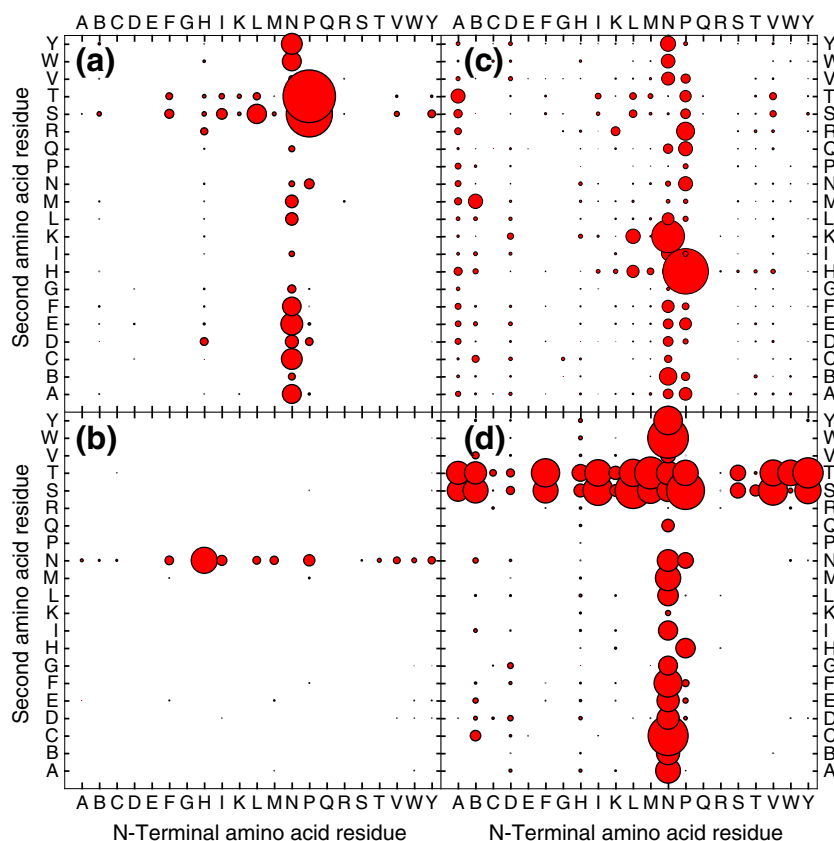 A B C D E F G H I K L M N P Q R S T V W Y A B C D E F G H I K L M N P Q R S T V W Y
(a)
(c)
Second amino acid residue
Y
W
V
T
S
R
Q
P
N
M
L
K
I
H
G
F
E
D
C
B
A
Y
W
V
T
S
R
Q
P
N
M
L
K
I
H
G
F
E
D
C
B
A
(b)
(d)
Second amino acid residue
Y
W
V
T
S
R
Q
P
N
M
L
K
I
H
G
F
E
D
C
B
A
Y
W
V
T
S
R
Q
P
N
M
L
K
I
H
G
F
E
D
C
B
A
A B C D E F G H I K L M N P Q R S T V W Y A B C D E F G H I K L M N P Q R S T V W Y
N-Terminal amino acid residue
N-Terminal amino acid residue